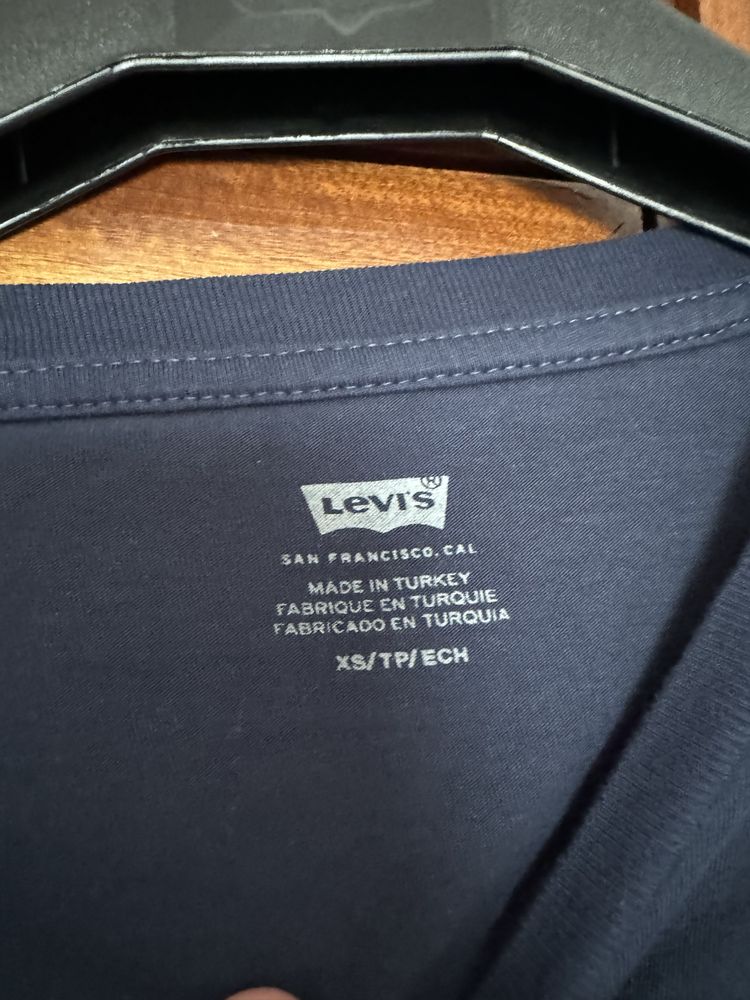 Levi's®
SAN FRANCISCO, CAL
MADE IN TURKEY
FABRIQUE EN TURQUIE
FABRICADO EN TURQUIA
XS/TP/ECH